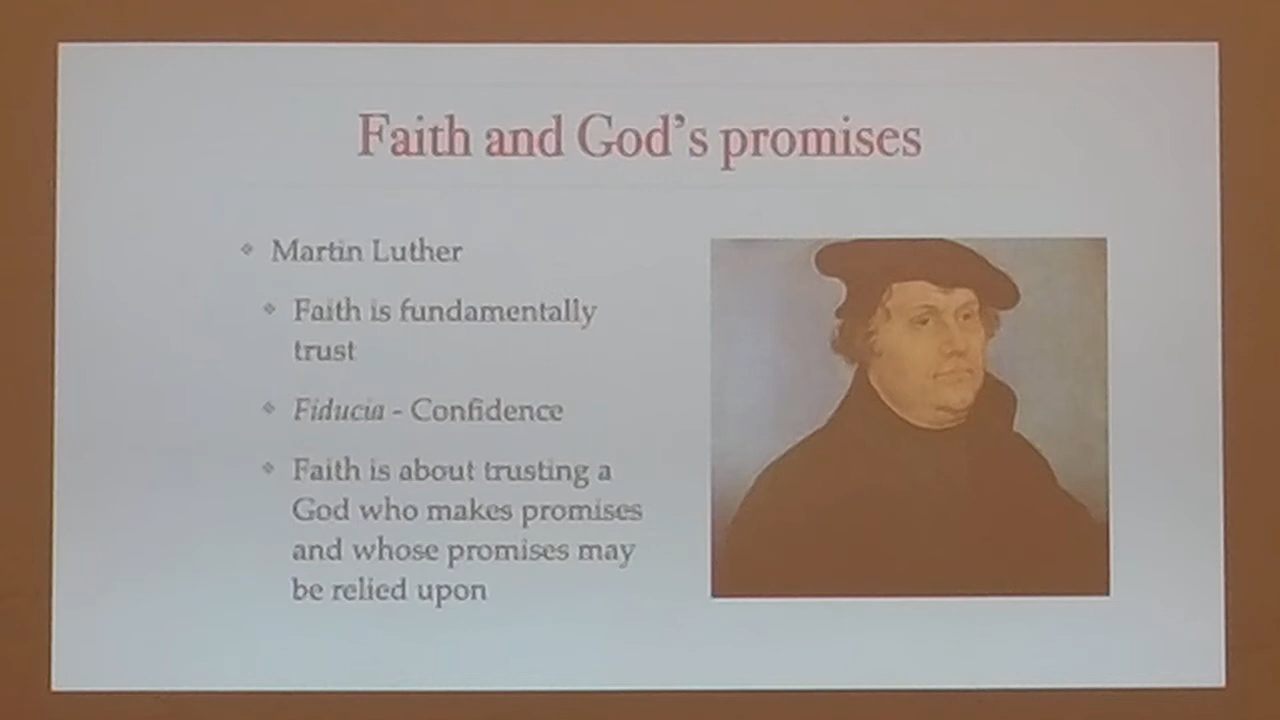 Faith and God's promises
Martin Luther
Faith is fundamentally
trust
Fiducia - Confidence
Faith is about trusting a
God who makes promises
and whose promises may
be relied upon